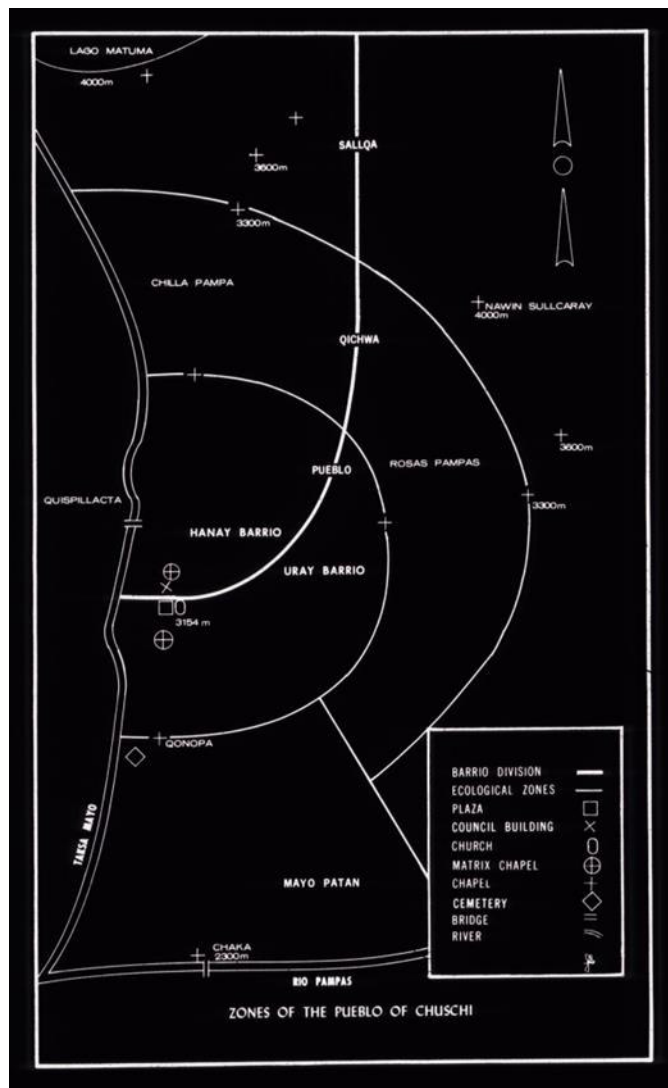 LAGO MATUMA
4000m
SALLQA
3600m
3300m
CHILLA PAMPA
NAWIN SULLCARAY
4000m
QICHWA
3600m
ROSAS PAMPAS
PUEBLO
QUISPILLACTA
3300m
HANAY BARRIO
URAY BARRIO
3154 m
QONOPA
TAKSA MAYO
MAYO PATAN
CHAKA
2300m
RIO PAMPAS
BARRIO DIVISION
ECOLOGICAL ZONES
PLAZA
COUNCIL BUILDING
CHURCH
MATRIX CHAPEL
CHAPEL
CEMETERY
BRIDGE
RIVER
ZONES OF THE PUEBLO OF CHUSCHI